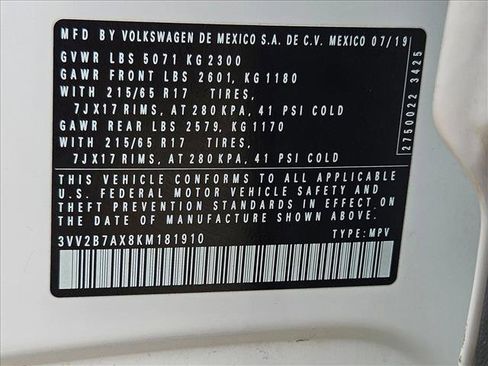 MFD BY VOLKSWAGEN DE MEXICO S.A. DE C.V. MEXICO 07/19
GVWR LBS 5071 KG 2300
GAWR FRONT LBS 2601, KG 1180
WITH 215/65 R17 TIRES,
7JX17 RIMS, AT 280 KPA, 41 PSI COLD
GAWR REAR LBS 2579, KG 1170
WITH 215/65 R17 TIRES,
7JX17 RIMS, AT 280 KPA, 41 PSI COLD
THIS VEHICLE CONFORMS TO ALL APPLICABLE
U.S. FEDERAL MOTOR VEHICLE SAFETY AND
THEFT PREVENTION STANDARDS IN EFFECT ON
THE DATE OF MANUFACTURE SHOWN ABOVE
3VV2B7AX8KM181910 TYPE: MPV
2750022 3425